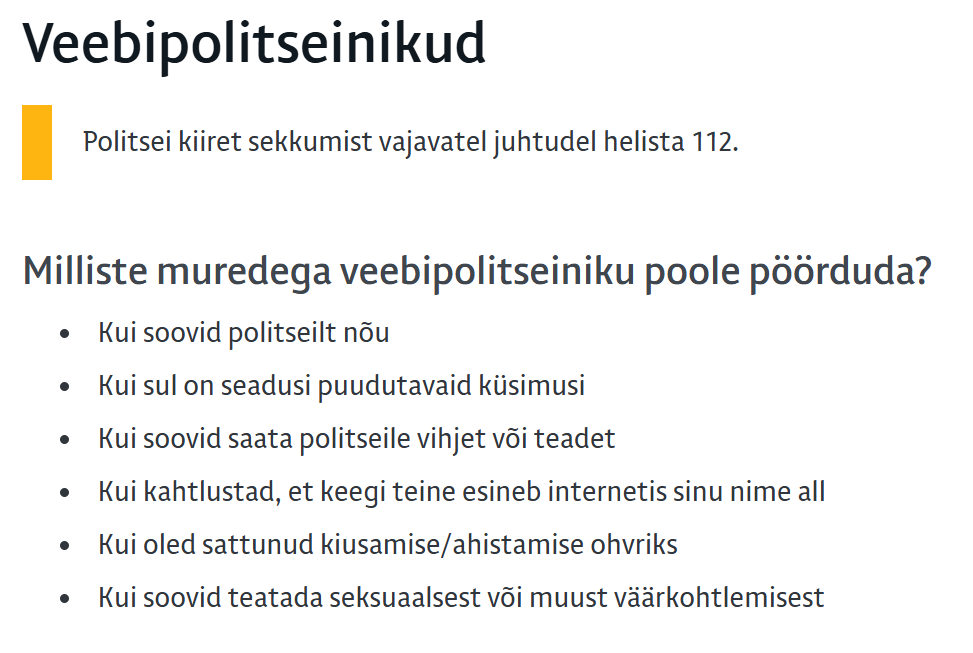 Veebipolitseinikud
Politsei kiiret sekkumist vajavatel juhtudel helista 112.
Milliste muredega veebipolitseiniku poole pöörduda?
• Kui soovid politseilt nõu
• Kui sul on seadusi puudutavaid küsimusi
• Kui soovid saata politseile vihjet või teadet
• Kui kahtlustad, et keegi teine esineb internetis sinu nime all
• Kui oled sattunud kiusamise/ahistamise ohvriks
• Kui soovid teatada seksuaalsest või muust väärkohtlemisest